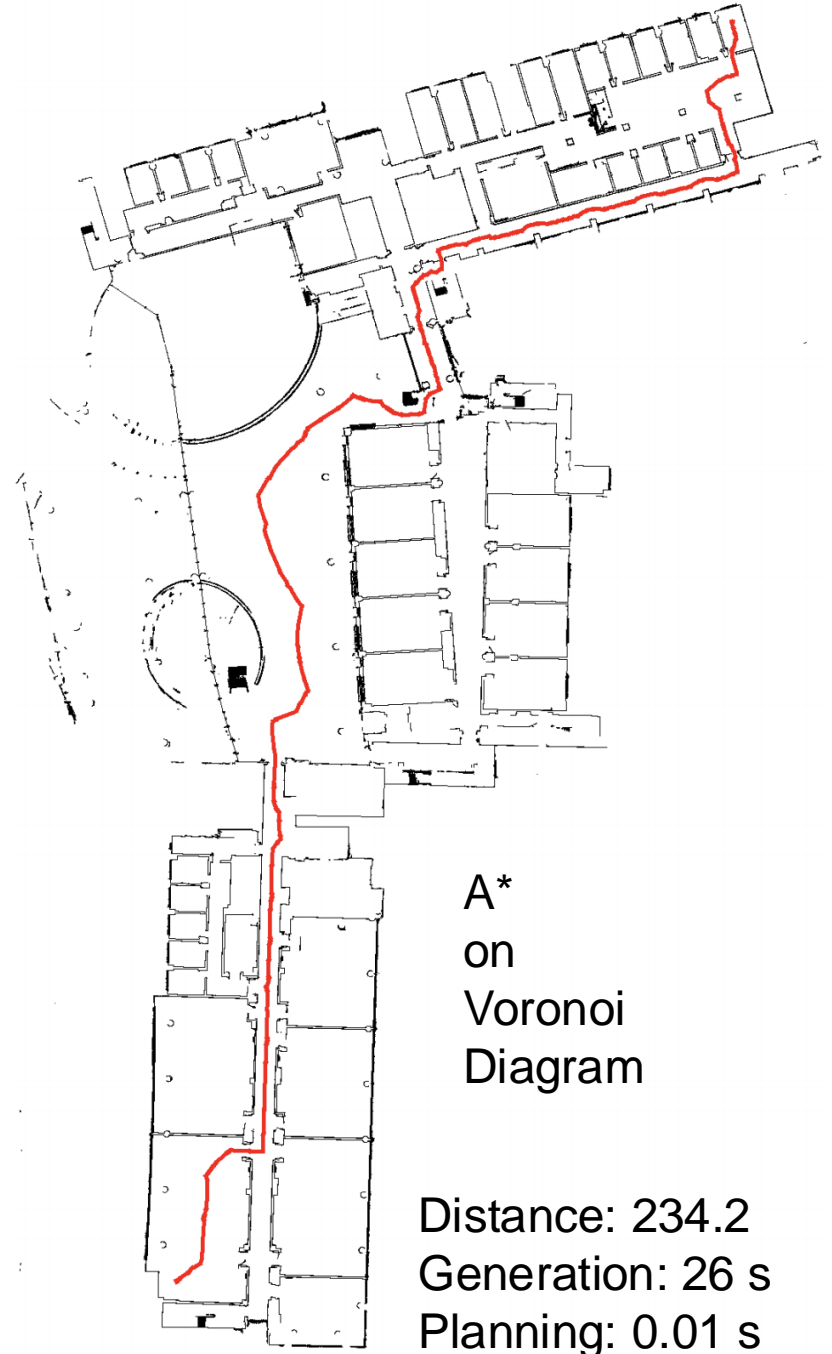 A*
on
Voronoi
Diagram
Distance: 234.2
Generation: 26 s
Planning: 0.01 s